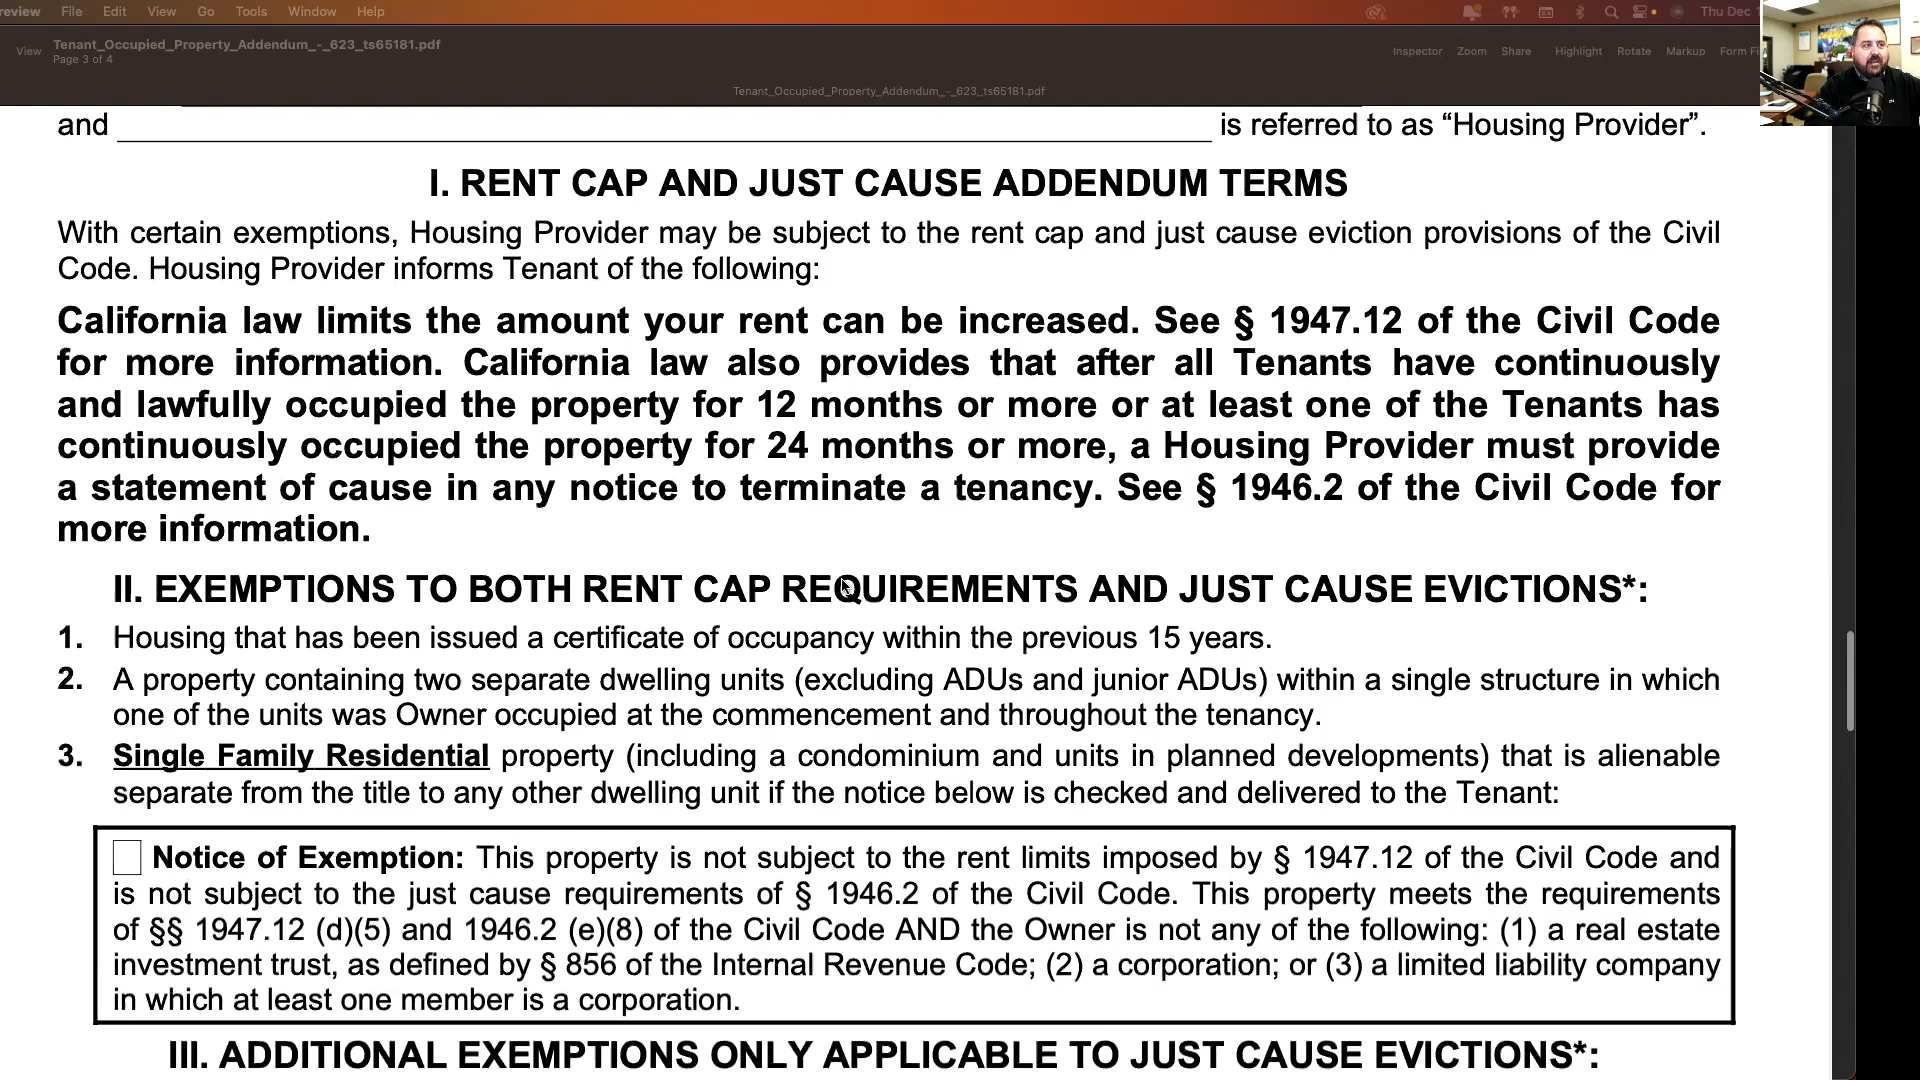 review File Edit View Go Tools Window Help Thu Dec
View Tenant_Occupied_Property_Addendum_-_623_ts65181.pdf
Page 3 of 4
Inspector Zoom Share Highlight Rotate Markup Form Fi
Tenant_Occupied_Property_Addendum_-_623_ts65181.pdf
and is referred to as “Housing Provider”.
I. RENT CAP AND JUST CAUSE ADDENDUM TERMS
With certain exemptions, Housing Provider may be subject to the rent cap and just cause eviction provisions of the Civil
Code. Housing Provider informs Tenant of the following:
California law limits the amount your rent can be increased. See § 1947.12 of the Civil Code
for more information. California law also provides that after all Tenants have continuously
and lawfully occupied the property for 12 months or more or at least one of the Tenants has
continuously occupied the property for 24 months or more, a Housing Provider must provide
a statement of cause in any notice to terminate a tenancy. See § 1946.2 of the Civil Code for
more information.
II. EXEMPTIONS TO BOTH RENT CAP REQUIREMENTS AND JUST CAUSE EVICTIONS*:
1. Housing that has been issued a certificate of occupancy within the previous 15 years.
2. A property containing two separate dwelling units (excluding ADUs and junior ADUs) within a single structure in which
one of the units was Owner occupied at the commencement and throughout the tenancy.
3. Single Family Residential property (including a condominium and units in planned developments) that is alienable
separate from the title to any other dwelling unit if the notice below is checked and delivered to the Tenant:
Notice of Exemption: This property is not subject to the rent limits imposed by § 1947.12 of the Civil Code and
is not subject to the just cause requirements of § 1946.2 of the Civil Code. This property meets the requirements
of §§ 1947.12 (d)(5) and 1946.2 (e)(8) of the Civil Code AND the Owner is not any of the following: (1) a real estate
investment trust, as defined by § 856 of the Internal Revenue Code; (2) a corporation; or (3) a limited liability company
in which at least one member is a corporation.
III. ADDITIONAL EXEMPTIONS ONLY APPLICABLE TO JUST CAUSE EVICTIONS*: